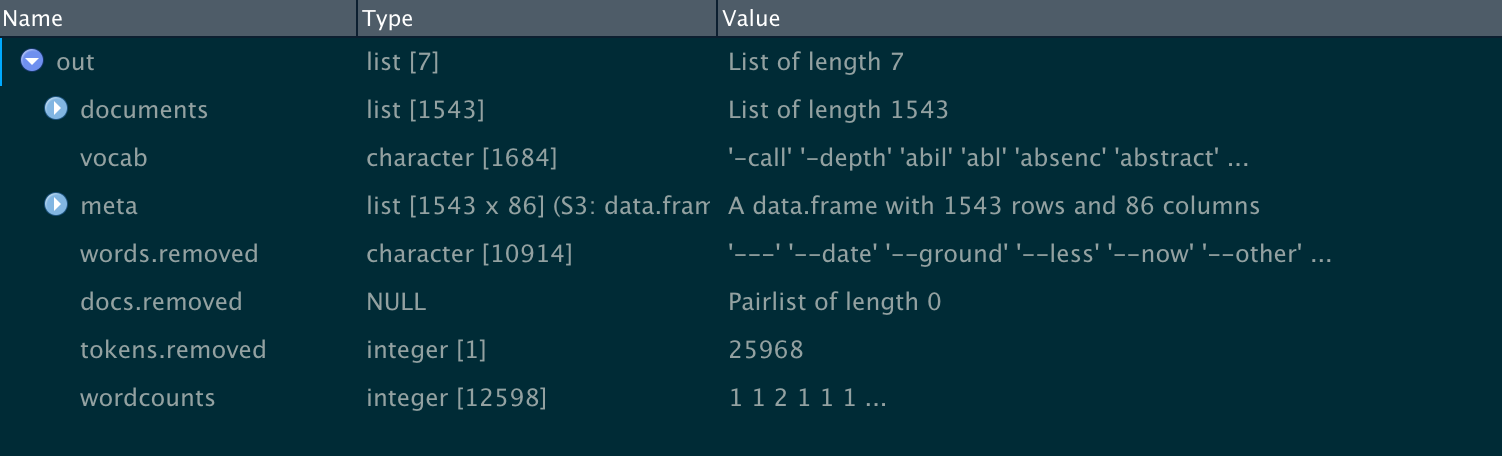 Name Type Value
out list [7] List of length 7
documents list [1543] List of length 1543
vocab character [1684] '-call' '-depth' 'abil' 'abl' 'absenc' 'abstract' ...
meta list [1543 x 86] (S3: data.fram A data.frame with 1543 rows and 86 columns
words.removed character [10914] '---' '--date' '--ground' '--less' '--now' '--other' ...
docs.removed NULL Pairlist of length 0
tokens.removed integer [1] 25968
wordcounts integer [12598] 1 1 2 1 1 1 ...